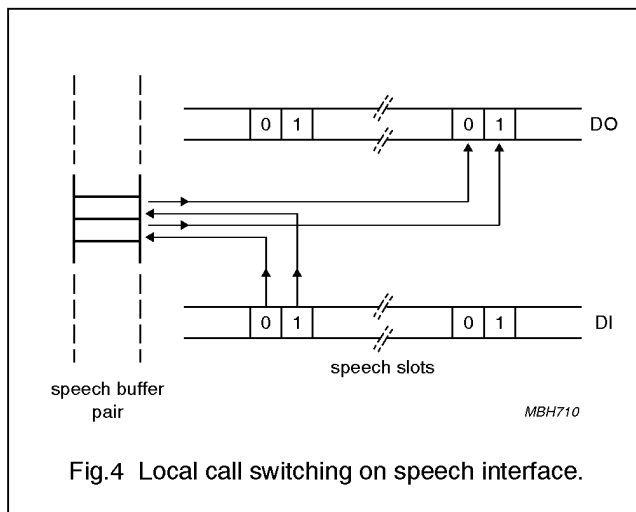 0 1 0 1 DO
0 1 0 1 DI
speech slots
speech buffer
pair
MBH710
Fig.4 Local call switching on speech interface.